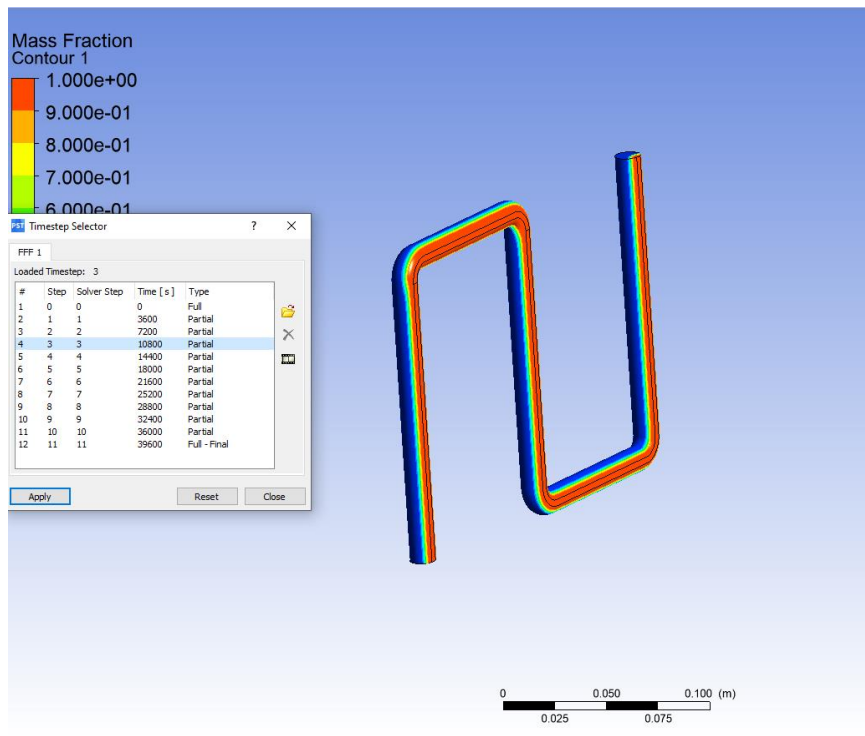 Mass Fraction
Contour 1
1.000e+00
9.000e-01
8.000e-01
7.000e-01
6.000e-01
PST Timestep Selector ? ×
FFF 1
Loaded Timestep: 3
# Step Solver Step Time [ s ] Type
1 0 0 0 Full
2 1 1 3600 Partial
3 2 2 7200 Partial
4 3 3 10800 Partial
5 4 4 14400 Partial
6 5 5 18000 Partial
7 6 6 21600 Partial
8 7 7 25200 Partial
9 8 8 28800 Partial
10 9 9 32400 Partial
11 10 10 36000 Partial
12 11 11 39600 Full - Final
Apply Reset Close
0 0.050 0.100 (m)
0.025 0.075